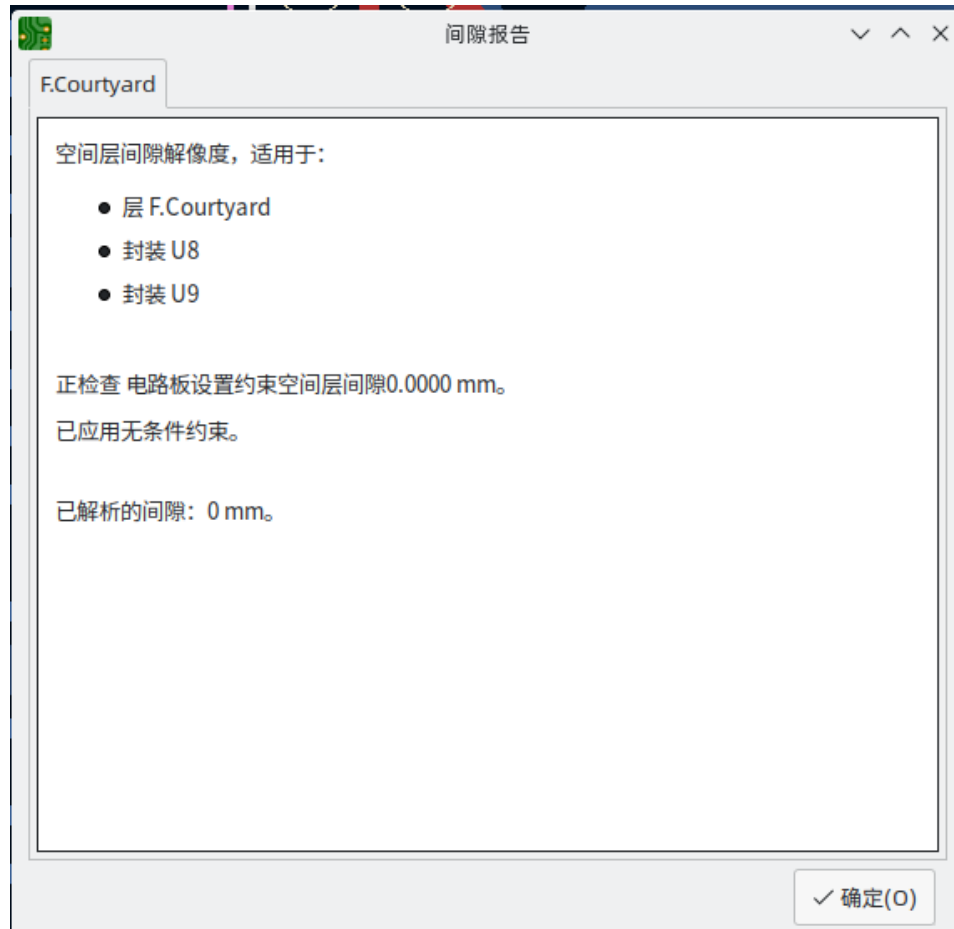 间隙报告
F.Courtyard
空间层间隙解像度，适用于：
● 层 F.Courtyard
● 封装 U8
● 封装 U9
正检查 电路板设置约束空间层间隙0.0000 mm。
已应用无条件约束。
已解析的间隙：0 mm。
确定(O)